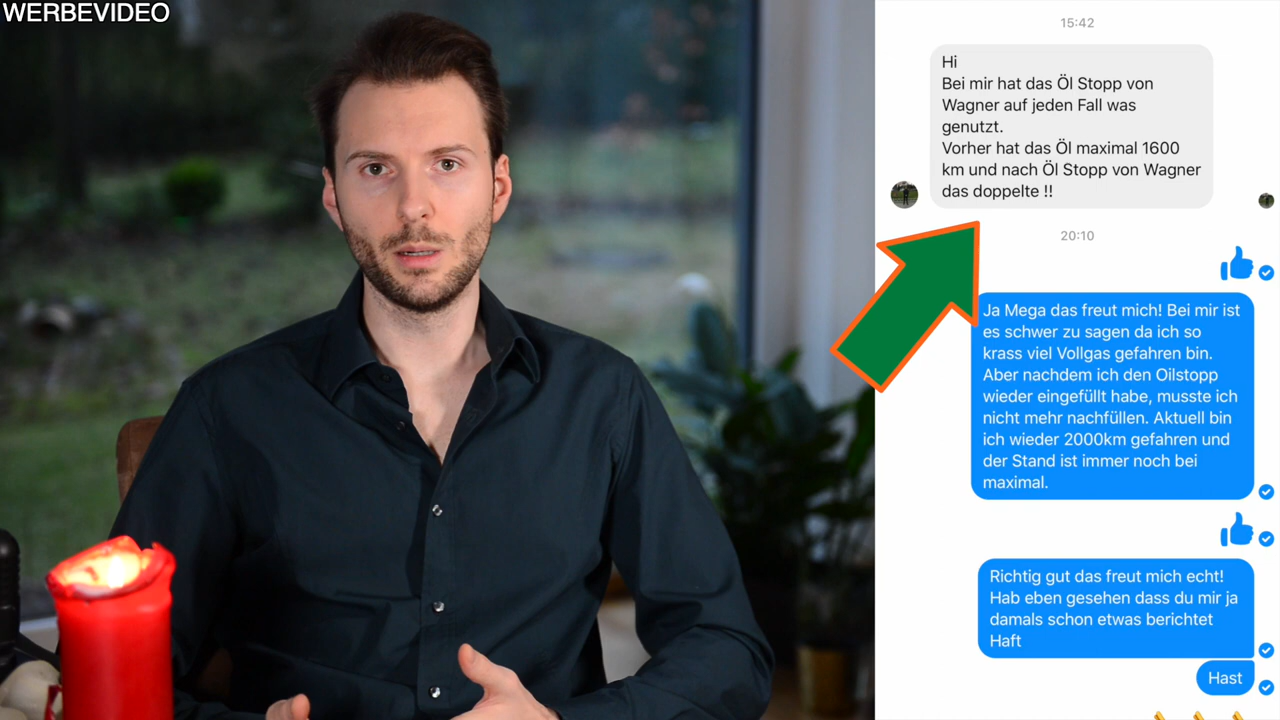 WERBEVIDEO
15:42
Hi
Bei mir hat das Öl Stopp von
Wagner auf jeden Fall was
genutzt.
Vorher hat das Öl maximal 1600
km und nach Öl Stopp von Wagner
das doppelte !!
20:10
Ja Mega das freut mich! Bei mir ist
es schwer zu sagen da ich so
krass viel Vollgas gefahren bin.
Aber nachdem ich den Oilstopp
wieder eingefüllt habe, musste ich
nicht mehr nachfüllen. Aktuell bin
ich wieder 2000km gefahren und
der Stand ist immer noch bei
maximal.
Richtig gut das freut mich echt!
Hab eben gesehen dass du mir ja
damals schon etwas berichtet
Haft
Hast